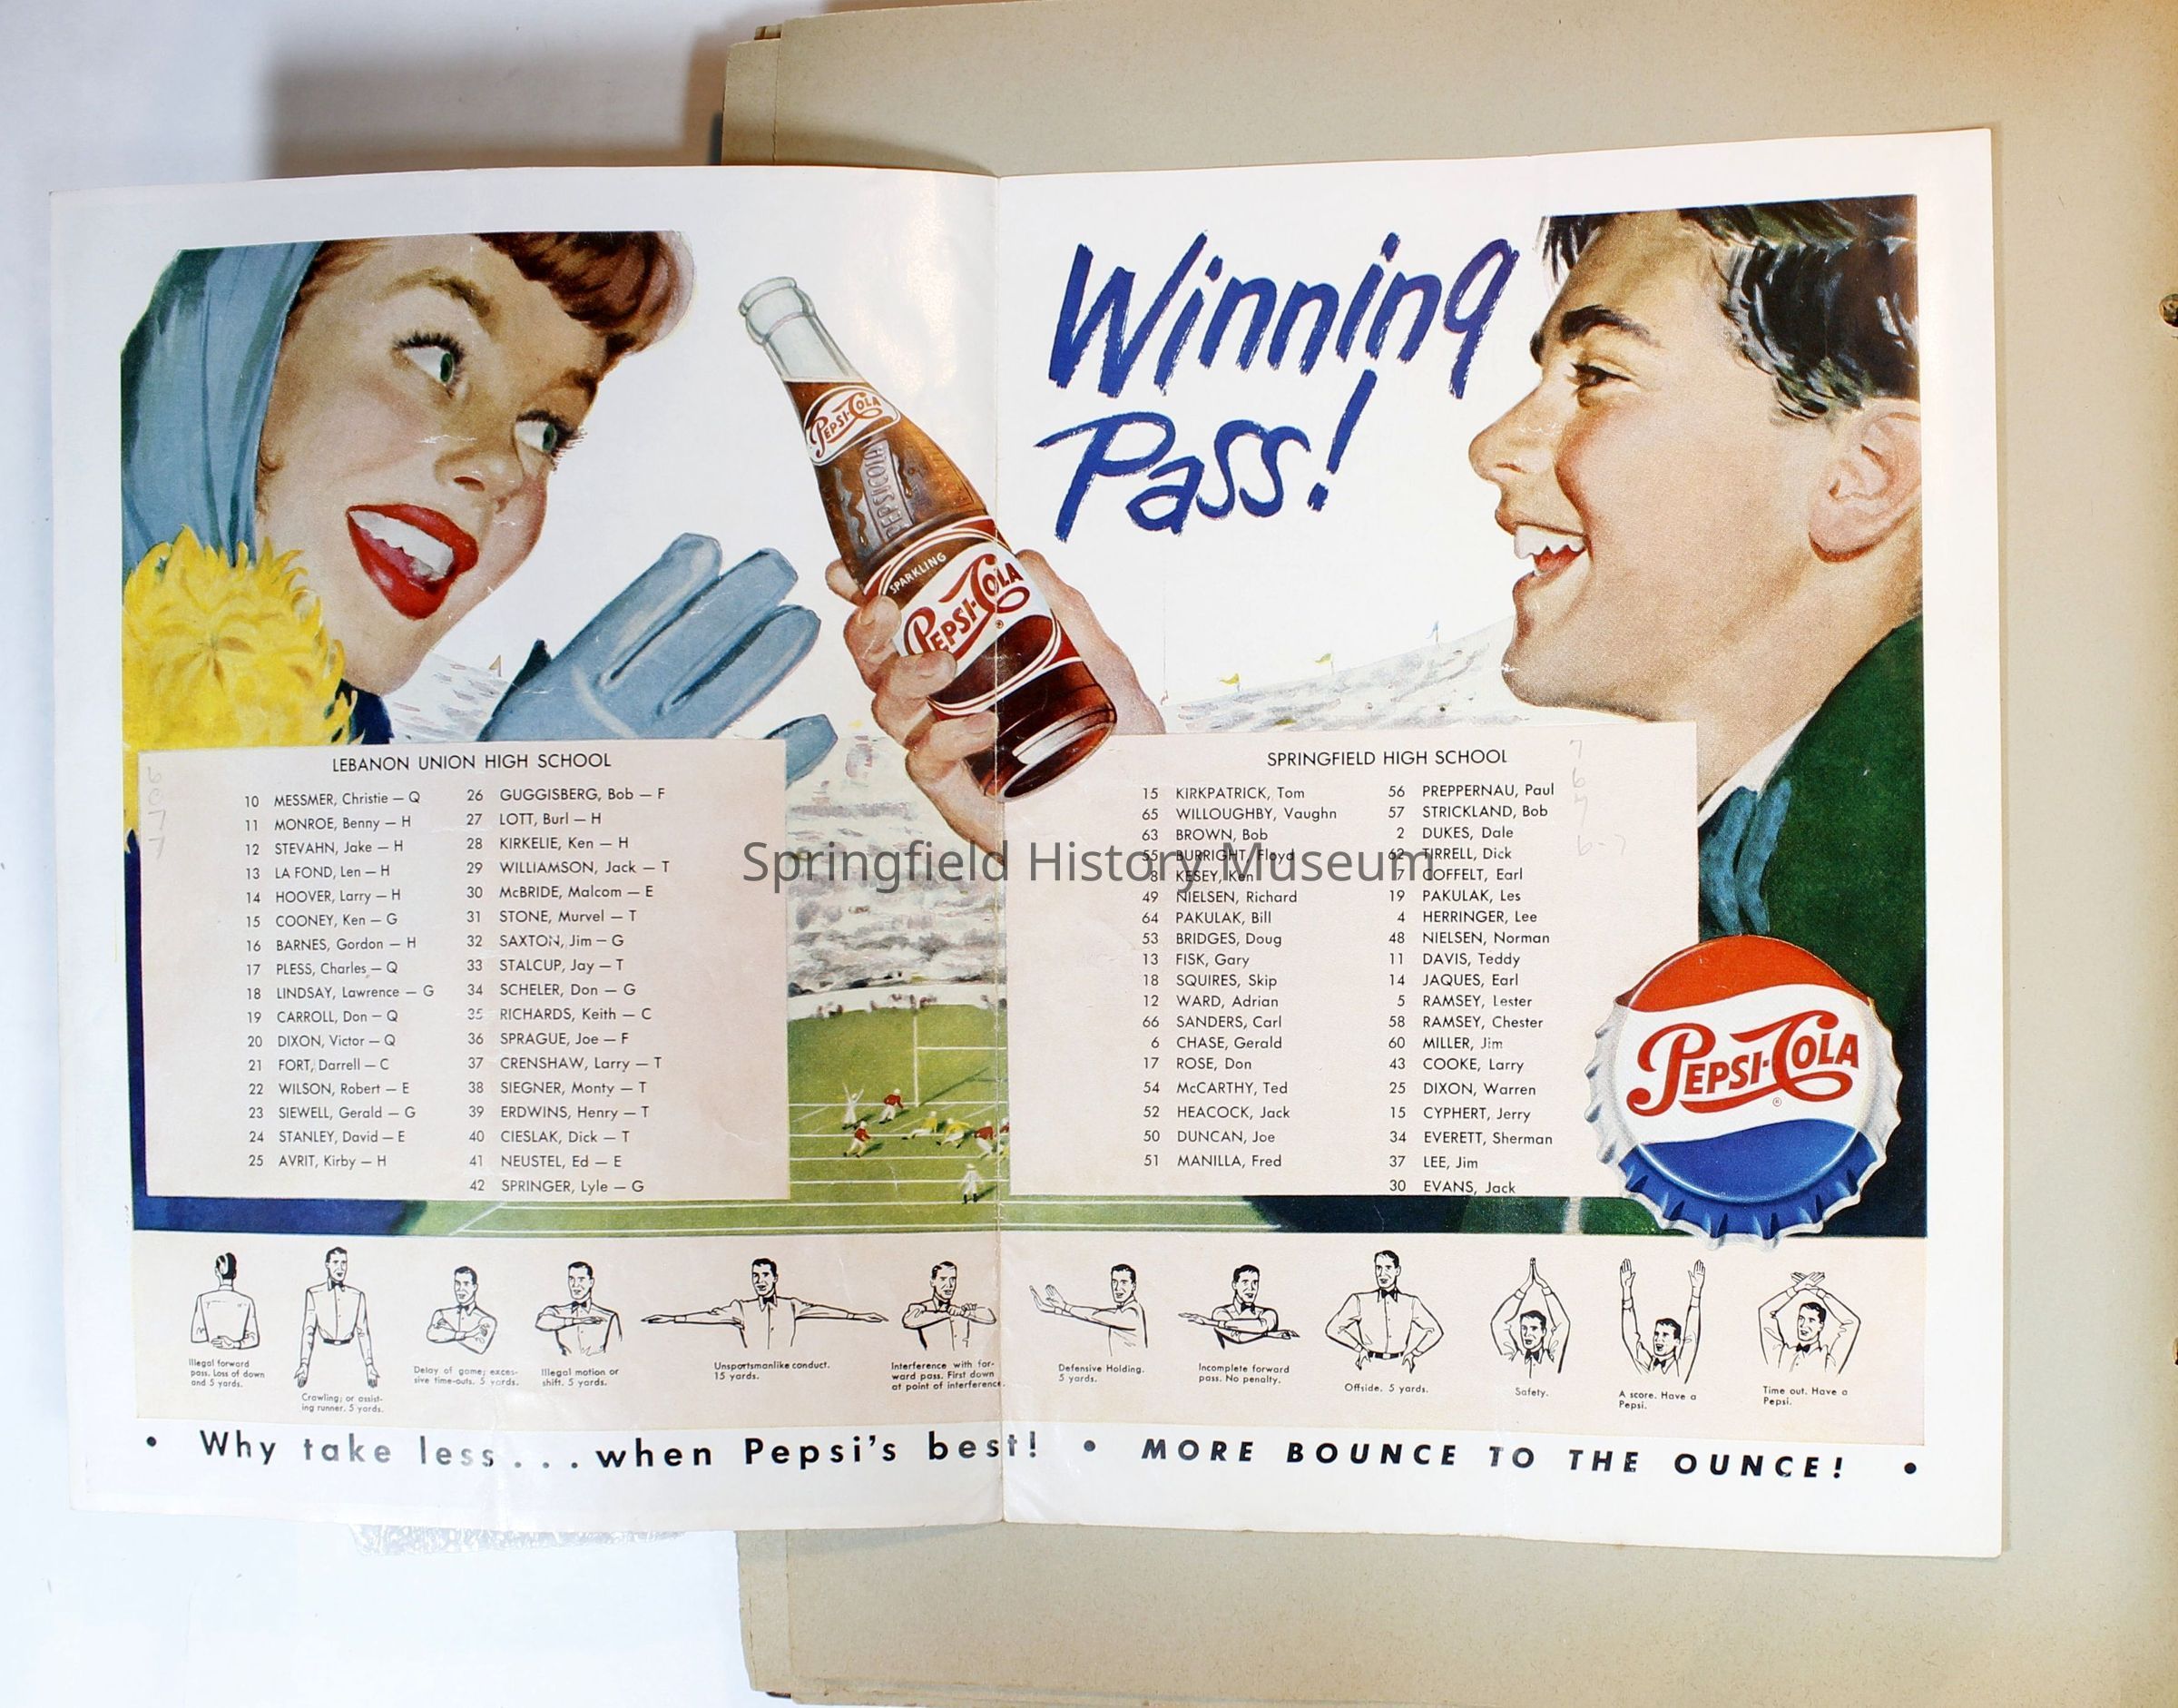 Winning
Pass!
PEPSI-COLA
SPARKLING
PEPSI-COLA
LEBANON UNION HIGH SCHOOL
10 MESSMER, Christie — Q
11 MONROE, Benny — H
12 STEVAHN, Jake — H
13 LA FOND, Len — H
14 HOOVER, Larry — H
15 COONEY, Ken — G
16 BARNES, Gordon — H
17 PLESS, Charles — Q
18 LINDSAY, Lawrence — G
19 CARROLL, Don — Q
20 DIXON, Victor — Q
21 FORT, Darrell — C
22 WILSON, Robert — E
23 SIEWELL, Gerald — G
24 STANLEY, David — E
25 AVRIT, Kirby — H
26 GUGGISBERG, Bob — F
27 LOTT, Burl — H
28 KIRKELIE, Ken — H
29 WILLIAMSON, Jack — T
30 McBRIDE, Malcom — E
31 STONE, Murvel — T
32 SAXTON, Jim — G
33 STALCUP, Jay — T
34 SCHELER, Don — G
35 RICHARDS, Keith — C
36 SPRAGUE, Joe — F
37 CRENSHAW, Larry — T
38 SIEGNER, Monty — T
39 ERDWINS, Henry — T
40 CIESLAK, Dick — T
41 NEUSTEL, Ed — E
42 SPRINGER, Lyle — G
SPRINGFIELD HIGH SCHOOL
15 KIRKPATRICK, Tom
65 WILLOUGHBY, Vaughn
63 BROWN, Bob
55 BURRIGHT, Floyd
8 KESEY, Ken
49 NIELSEN, Richard
64 PAKULAK, Bill
53 BRIDGES, Doug
13 FISK, Gary
18 SQUIRES, Skip
12 WARD, Adrian
66 SANDERS, Carl
6 CHASE, Gerald
17 ROSE, Don
54 McCARTHY, Ted
52 HEACOCK, Jack
50 DUNCAN, Joe
51 MANILLA, Fred
56 PREPPERNAU, Paul
57 STRICKLAND, Bob
2 DUKES, Dale
62 TIRRELL, Dick
7 COFFELT, Earl
19 PAKULAK, Les
4 HERRINGER, Lee
48 NIELSEN, Norman
11 DAVIS, Teddy
14 JAQUES, Earl
5 RAMSEY, Lester
58 RAMSEY, Chester
60 MILLER, Jim
43 COOKE, Larry
25 DIXON, Warren
15 CYPHERT, Jerry
34 EVERETT, Sherman
37 LEE, Jim
30 EVANS, Jack
Springfield History Museum
PEPSI-COLA
Illegal forward
pass. Loss of down
and 5 yards.
Crawling; or assist-
ing runner. 5 yards.
Delay of game; exces-
sive time-outs. 5 yards.
Illegal motion or
shift. 5 yards.
Unsportsmanlike conduct.
15 yards.
Interference with for-
ward pass. First down
at point of interference.
Defensive Holding.
5 yards.
Incomplete forward
pass. No penalty.
Offside. 5 yards.
Safety.
A score. Have a
Pepsi.
Time out. Have a
Pepsi.
• Why take less . . . when Pepsi's best! • MORE BOUNCE TO THE OUNCE! •